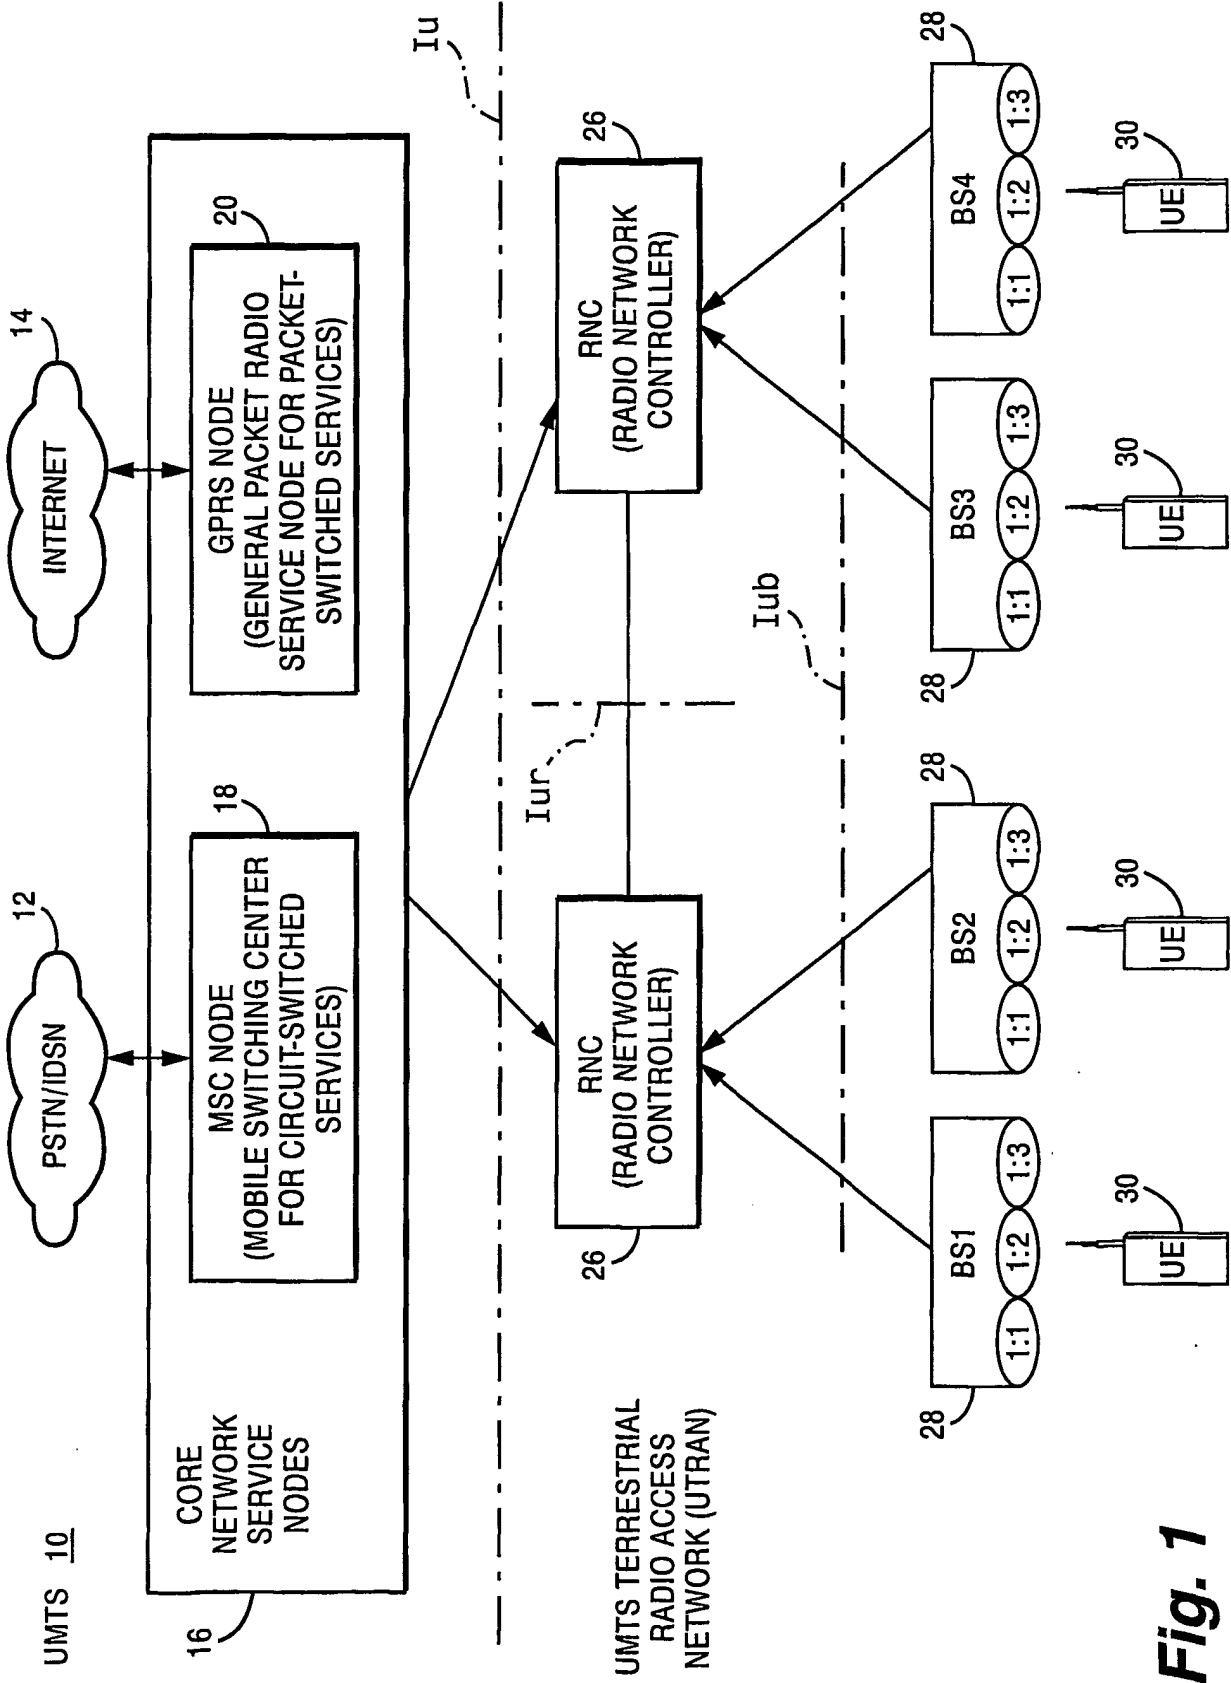 UMTS 10
PSTN/IDSN
12
INTERNET
14
CORE
NETWORK
SERVICE
NODES
16
MSC NODE
(MOBILE SWITCHING CENTER
FOR CIRCUIT-SWITCHED
SERVICES)
18
GPRS NODE
(GENERAL PACKET RADIO
SERVICE NODE FOR PACKET-
SWITCHED SERVICES)
20
Iu
UMTS TERRESTRIAL
RADIO ACCESS
NETWORK (UTRAN)
RNC
(RADIO NETWORK
CONTROLLER)
26
Iur
RNC
(RADIO NETWORK
CONTROLLER)
26
Iub
28
BS1
1:1
1:2
1:3
BS2
1:1
1:2
1:3
28
28
BS3
1:1
1:2
1:3
BS4
1:1
1:2
1:3
28
UE
30
UE
30
UE
30
UE
30
Fig. 1